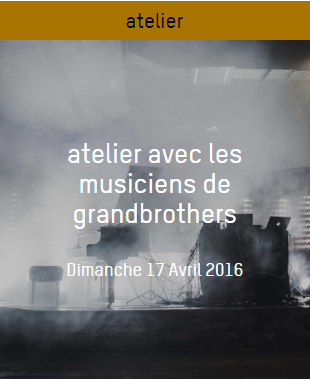 atelier
atelier avec les
musiciens de
grandbrothers
Dimanche 17 Avril 2016